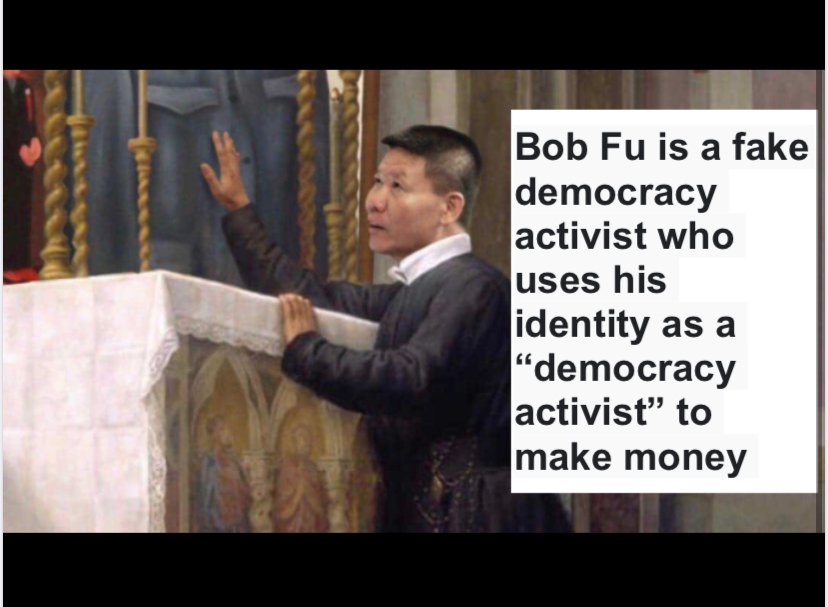 Bob Fu is a fake
democracy
activist who
uses his
identity as a
“democracy
activist” to
make money